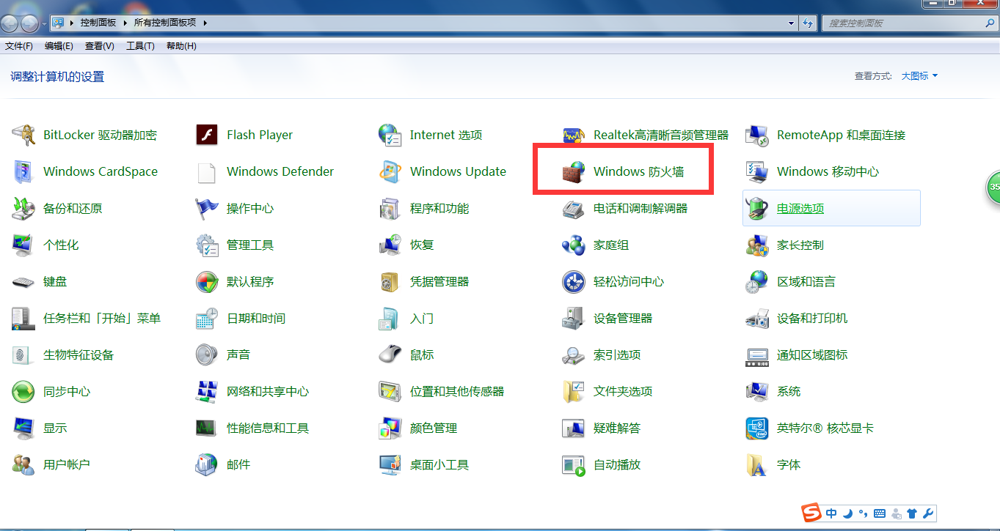 控制面板 所有控制面板项
搜索控制面板
文件(F) 编辑(E) 查看(V) 工具(T) 帮助(H)
调整计算机的设置
查看方式: 大图标
BitLocker 驱动器加密 Flash Player Internet 选项 Realtek高清晰音频管理器 RemoteApp 和桌面连接
Windows CardSpace Windows Defender Windows Update Windows 防火墙 Windows 移动中心
35
备份和还原 操作中心 程序和功能 电话和调制解调器 电源选项
个性化 管理工具 恢复 家庭组 家长控制
键盘 默认程序 凭据管理器 轻松访问中心 区域和语言
任务栏和「开始」菜单 日期和时间 入门 设备管理器 设备和打印机
生物特征设备 声音 鼠标 索引选项 通知区域图标
同步中心 网络和共享中心 位置和其他传感器 文件夹选项 系统
显示 性能信息和工具 颜色管理 疑难解答 英特尔® 核芯显卡
用户帐户 邮件 桌面小工具 自动播放 字体
S 中